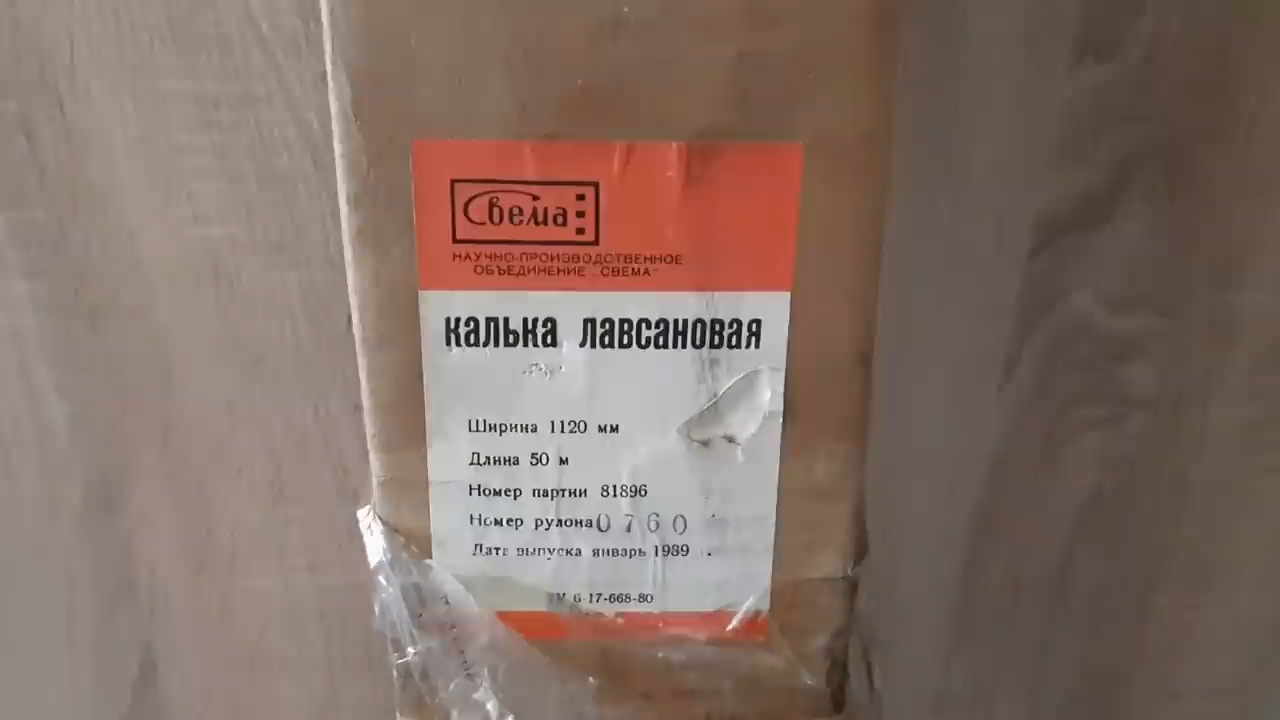 Свема
НАУЧНО-ПРОИЗВОДСТВЕННОЕ
ОБЪЕДИНЕНИЕ „СВЕМА"
КАЛЬКА ЛАВСАНОВАЯ
Ширина 1120 мм
Длина 50 м
Номер партии 81896
Номер рулона 0760
Дата выпуска январь 1989
6-17-668-80